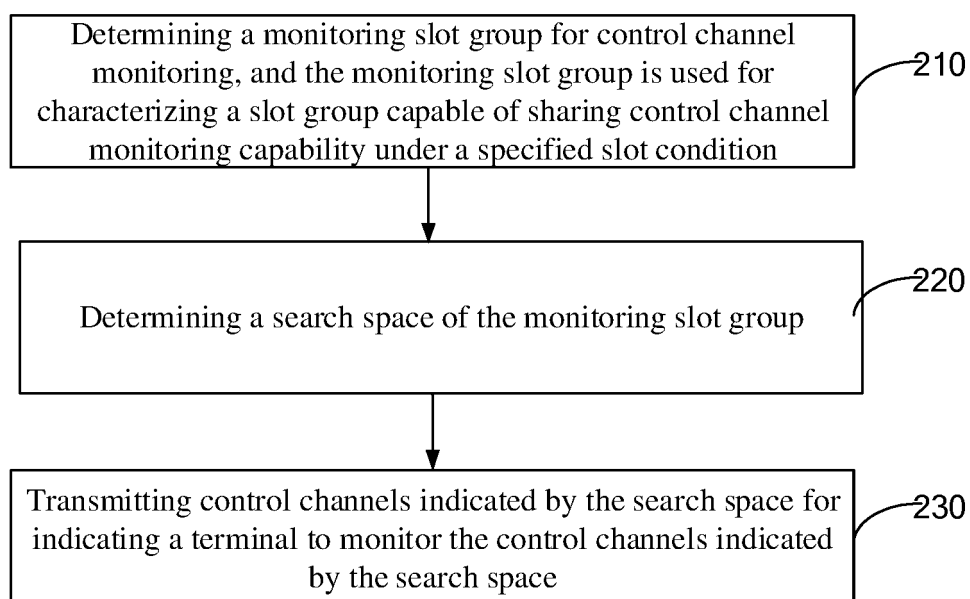 Determining a monitoring slot group for control channel
monitoring, and the monitoring slot group is used for
characterizing a slot group capable of sharing control channel
monitoring capability under a specified slot condition
210
Determining a search space of the monitoring slot group
220
Transmitting control channels indicated by the search space for
indicating a terminal to monitor the control channels indicated
by the search space
230